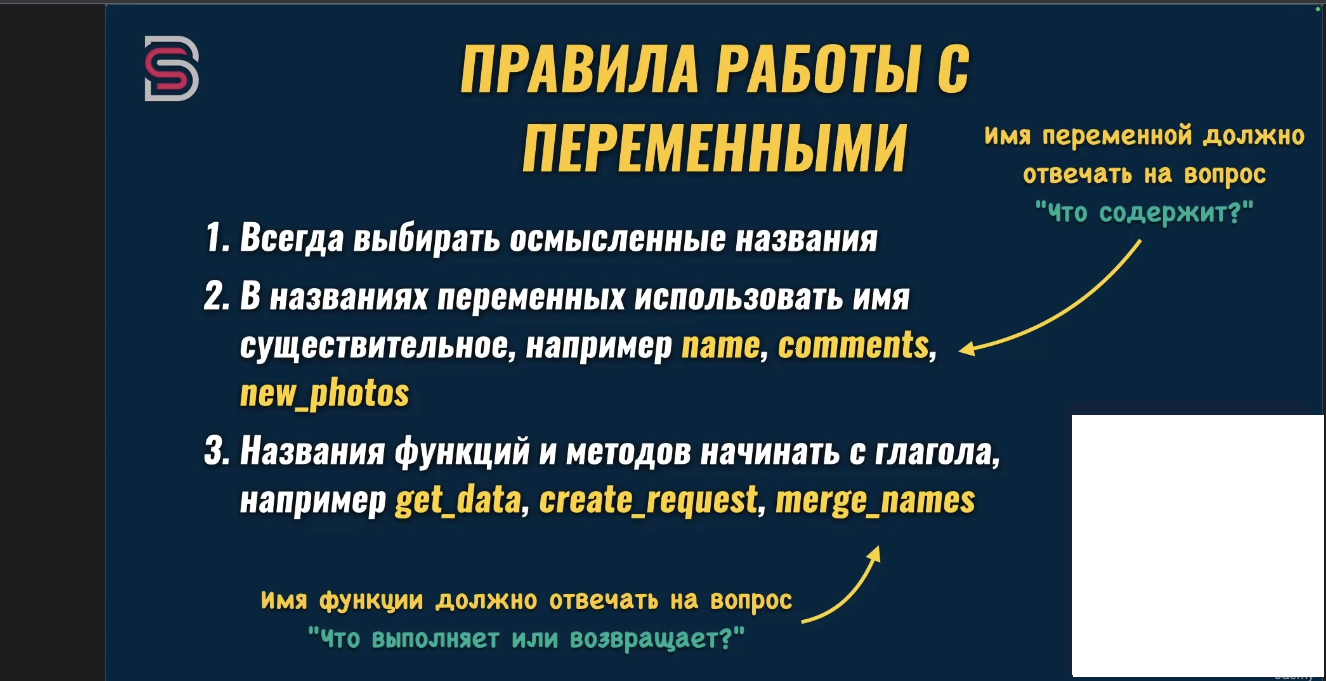 ПРАВИЛА РАБОТЫ С
ПЕРЕМЕННЫМИ
Имя переменной должно
отвечать на вопрос
"Что содержит?"
1. Всегда выбирать осмысленные названия
2. В названиях переменных использовать имя
существительное, например name, comments,
new_photos
3. Названия функций и методов начинать с глагола,
например get_data, create_request, merge_names
Имя функции должно отвечать на вопрос
"Что выполняет или возвращает?"